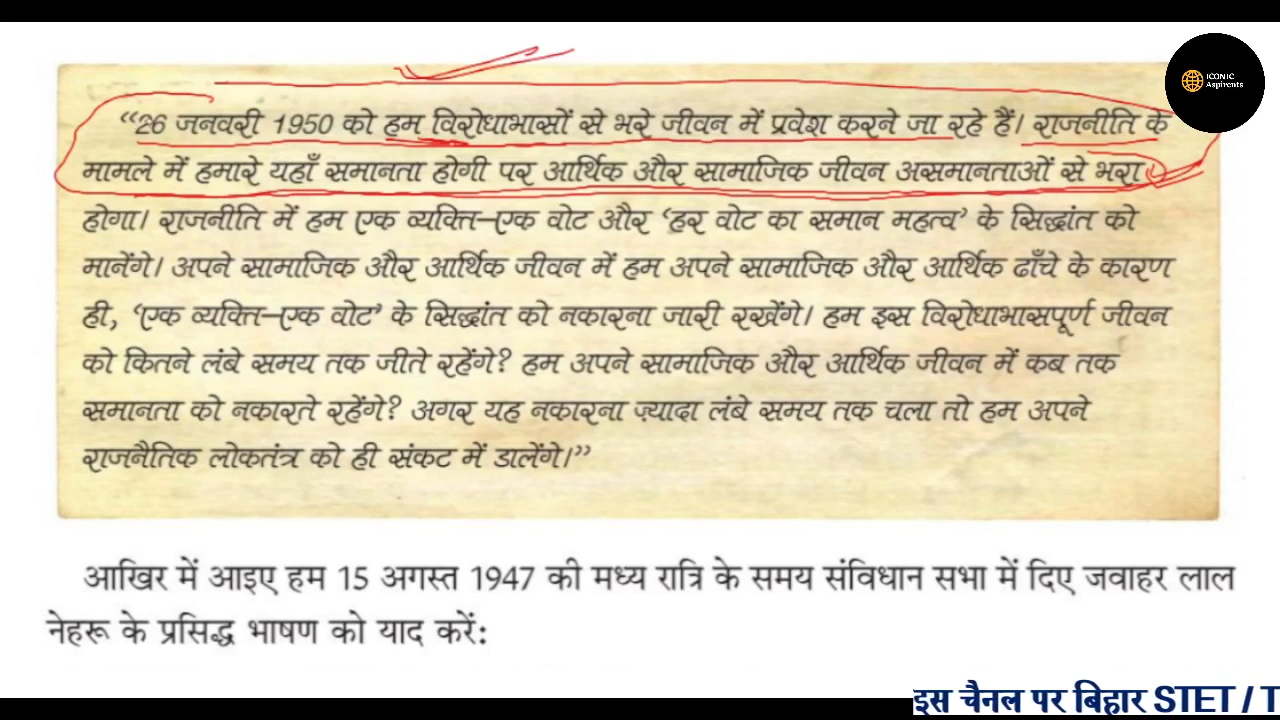 ICONIC
Aspirents
“26 जनवरी 1950 को हम विरोधाभासों से भरे जीवन में प्रवेश करने जा रहे हैं। राजनीति के
मामले में हमारे यहाँ समानता होगी पर आर्थिक और सामाजिक जीवन असमानताओं से भरा
होगा। राजनीति में हम एक व्यक्ति–एक वोट और ‘हर वोट का समान महत्व’ के सिद्धांत को
मानेंगे। अपने सामाजिक और आर्थिक जीवन में हम अपने सामाजिक और आर्थिक ढाँचे के कारण
ही, ‘एक व्यक्ति–एक वोट’ के सिद्धांत को नकारना जारी रखेंगे। हम इस विरोधाभासपूर्ण जीवन
को कितने लंबे समय तक जीते रहेंगे? हम अपने सामाजिक और आर्थिक जीवन में कब तक
समानता को नकारते रहेंगे? अगर यह नकारना ज़्यादा लंबे समय तक चला तो हम अपने
राजनैतिक लोकतंत्र को ही संकट में डालेंगे।”
आखिर में आइए हम 15 अगस्त 1947 की मध्य रात्रि के समय संविधान सभा में दिए जवाहर लाल
नेहरू के प्रसिद्ध भाषण को याद करें:
इस चैनल पर बिहार STET / T